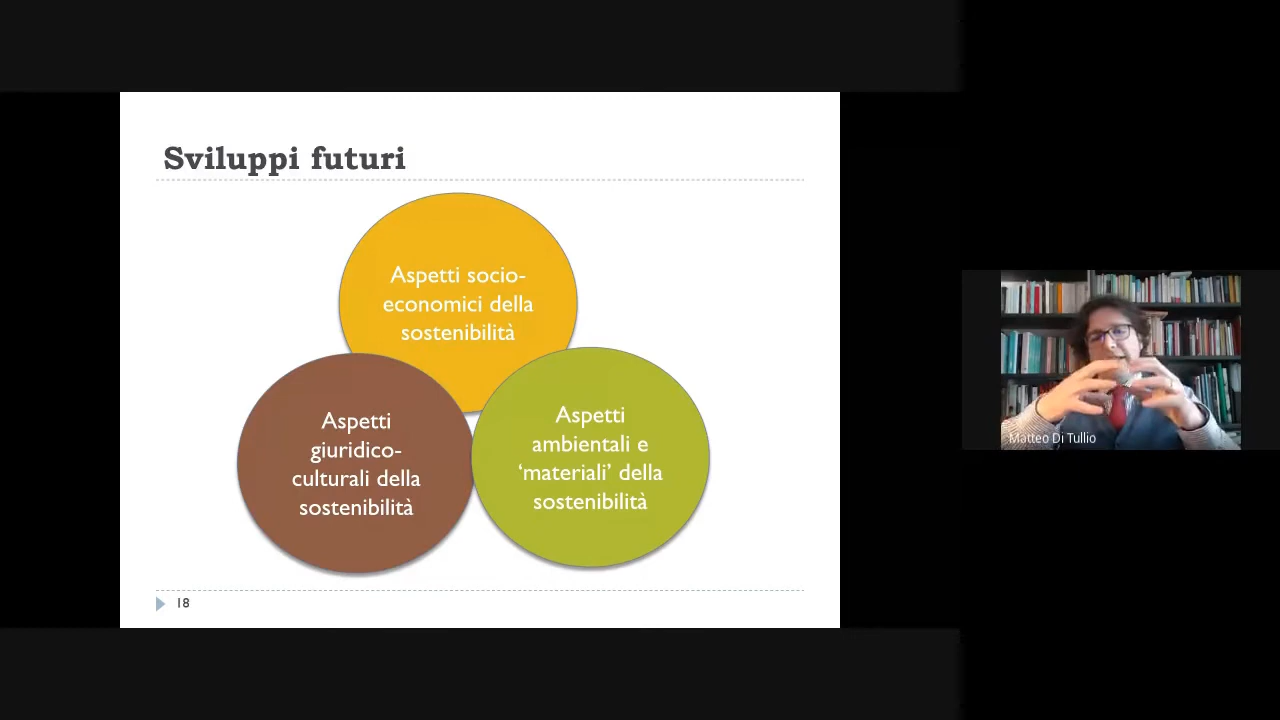 Sviluppi futuri
Aspetti socio-
economici della
sostenibilità
Aspetti
giuridico-
culturali della
sostenibilità
Aspetti
ambientali e
‘materiali’ della
sostenibilità
18
Matteo Di Tullio